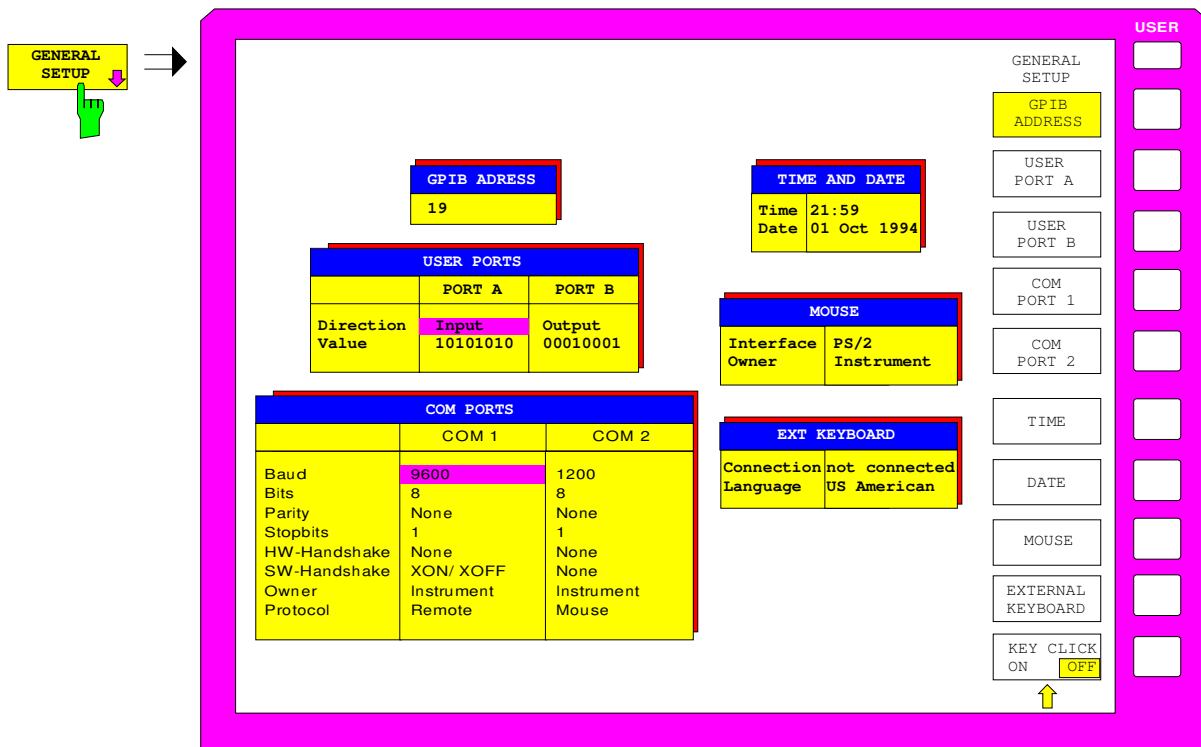 GENERAL
SETUP
USER
GPIB ADRESS
19
USER PORTS
PORT A PORT B
Direction Input Output
Value 10101010 00010001
COM PORTS
COM 1 COM 2
Baud 9600 1200
Bits 8 8
Parity None None
Stopbits 1 1
HW-Handshake None None
SW-Handshake XON/ XOFF None
Owner Instrument Instrument
Protocol Remote Mouse
TIME AND DATE
Time 21:59
Date 01 Oct 1994
MOUSE
Interface PS/2
Owner Instrument
EXT KEYBOARD
Connection not connected
Language US American
GENERAL
SETUP
GPIB
ADDRESS
USER
PORT A
USER
PORT B
COM
PORT 1
COM
PORT 2
TIME
DATE
MOUSE
EXTERNAL
KEYBOARD
KEY CLICK
ON OFF